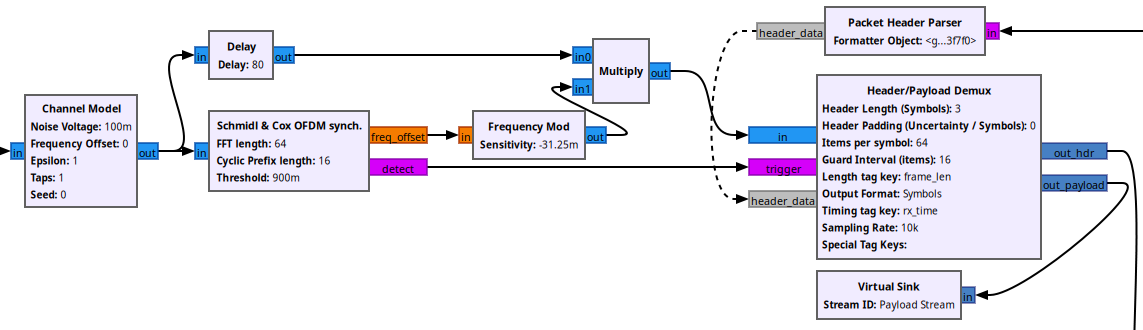 Packet Header Parser
Formatter Object: <g...3f7f0>
header_data
in
Delay
Delay: 80
in
out
Multiply
in0
in1
out
Channel Model
Noise Voltage: 100m
Frequency Offset: 0
Epsilon: 1
Taps: 1
Seed: 0
in
out
Schmidl & Cox OFDM synch.
FFT length: 64
Cyclic Prefix length: 16
Threshold: 900m
in
freq_offset
detect
Frequency Mod
Sensitivity: -31.25m
in
out
Header/Payload Demux
Header Length (Symbols): 3
Header Padding (Uncertainty / Symbols): 0
Items per symbol: 64
Guard Interval (items): 16
Length tag key: frame_len
Output Format: Symbols
Timing tag key: rx_time
Sampling Rate: 10k
Special Tag Keys:
in
trigger
header_data
out_hdr
out_payload
Virtual Sink
Stream ID: Payload Stream
in